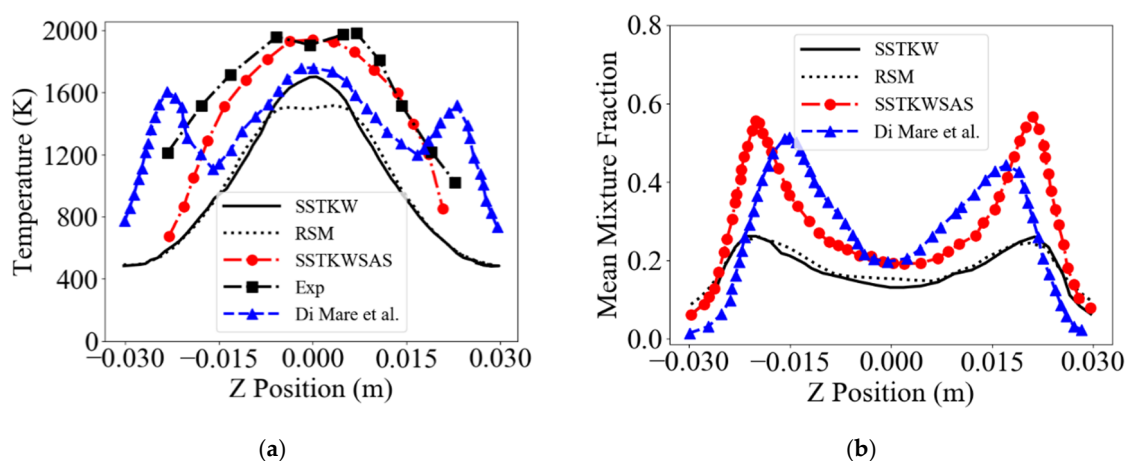 Temperature (K)
2000
1600
1200
800
400
0
−0.030 −0.015 0.000 0.015 0.030
Z Position (m)
SSTKW
RSM
SSTKWSAS
Exp
Di Mare et al.
(a)
Mean Mixture Fraction
0.8
0.6
0.4
0.2
0.0
−0.030 −0.015 0.000 0.015 0.030
Z Position (m)
SSTKW
RSM
SSTKWSAS
Di Mare et al.
(b)